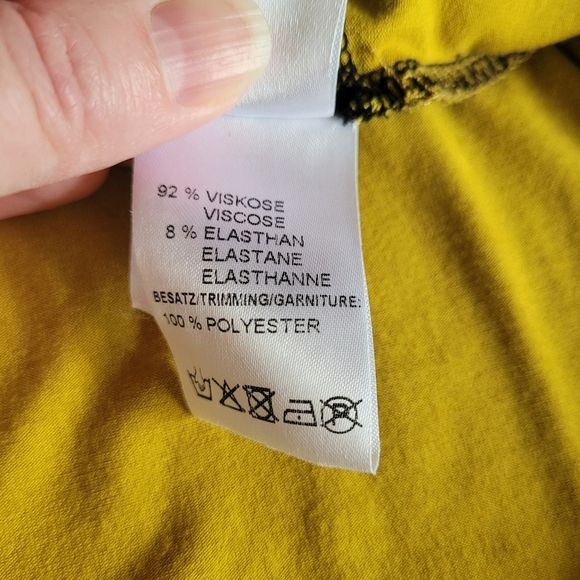 92 % VISKOSE
VISCOSE
8 % ELASTHAN
ELASTANE
ELASTHANNE
BESATZ/TRIMMING/GARNITURE:
100 % POLYESTER
P